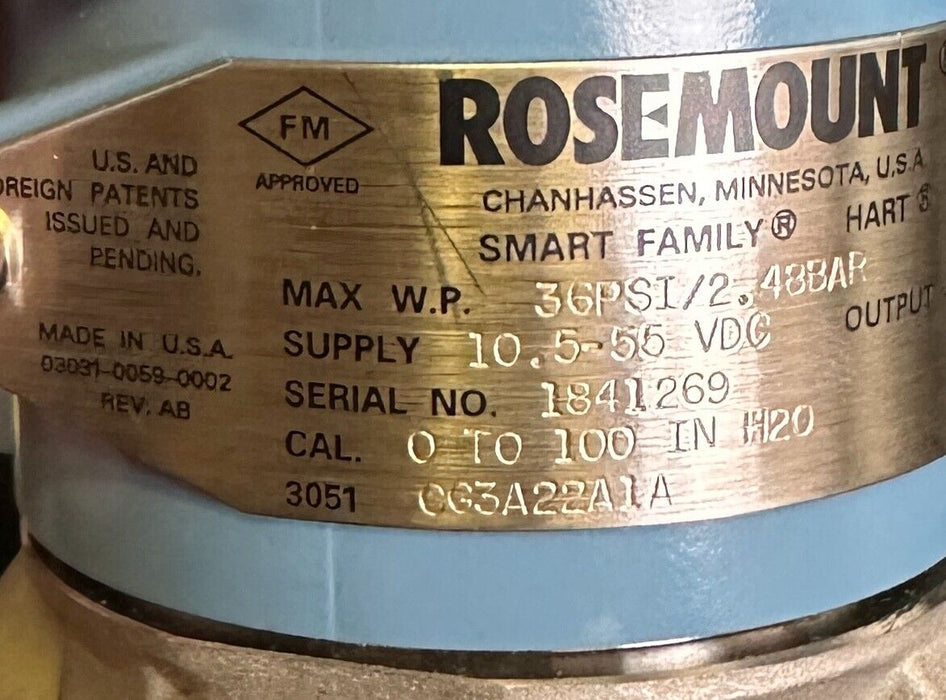 FM
APPROVED
ROSEMOUNT
CHANHASSEN, MINNESOTA, U.S.A
SMART FAMILY® HART®
U.S. AND
OREIGN PATENTS
ISSUED AND
PENDING.
MADE IN U.S.A.
03031-0059-0002
REV. AB
MAX W.P. 36PSI/2.48BAR
OUTPUT
SUPPLY 10.5-55 VDC
SERIAL NO. 1841269
CAL. 0 TO 100 IN H20
3051 CG3A22A1A